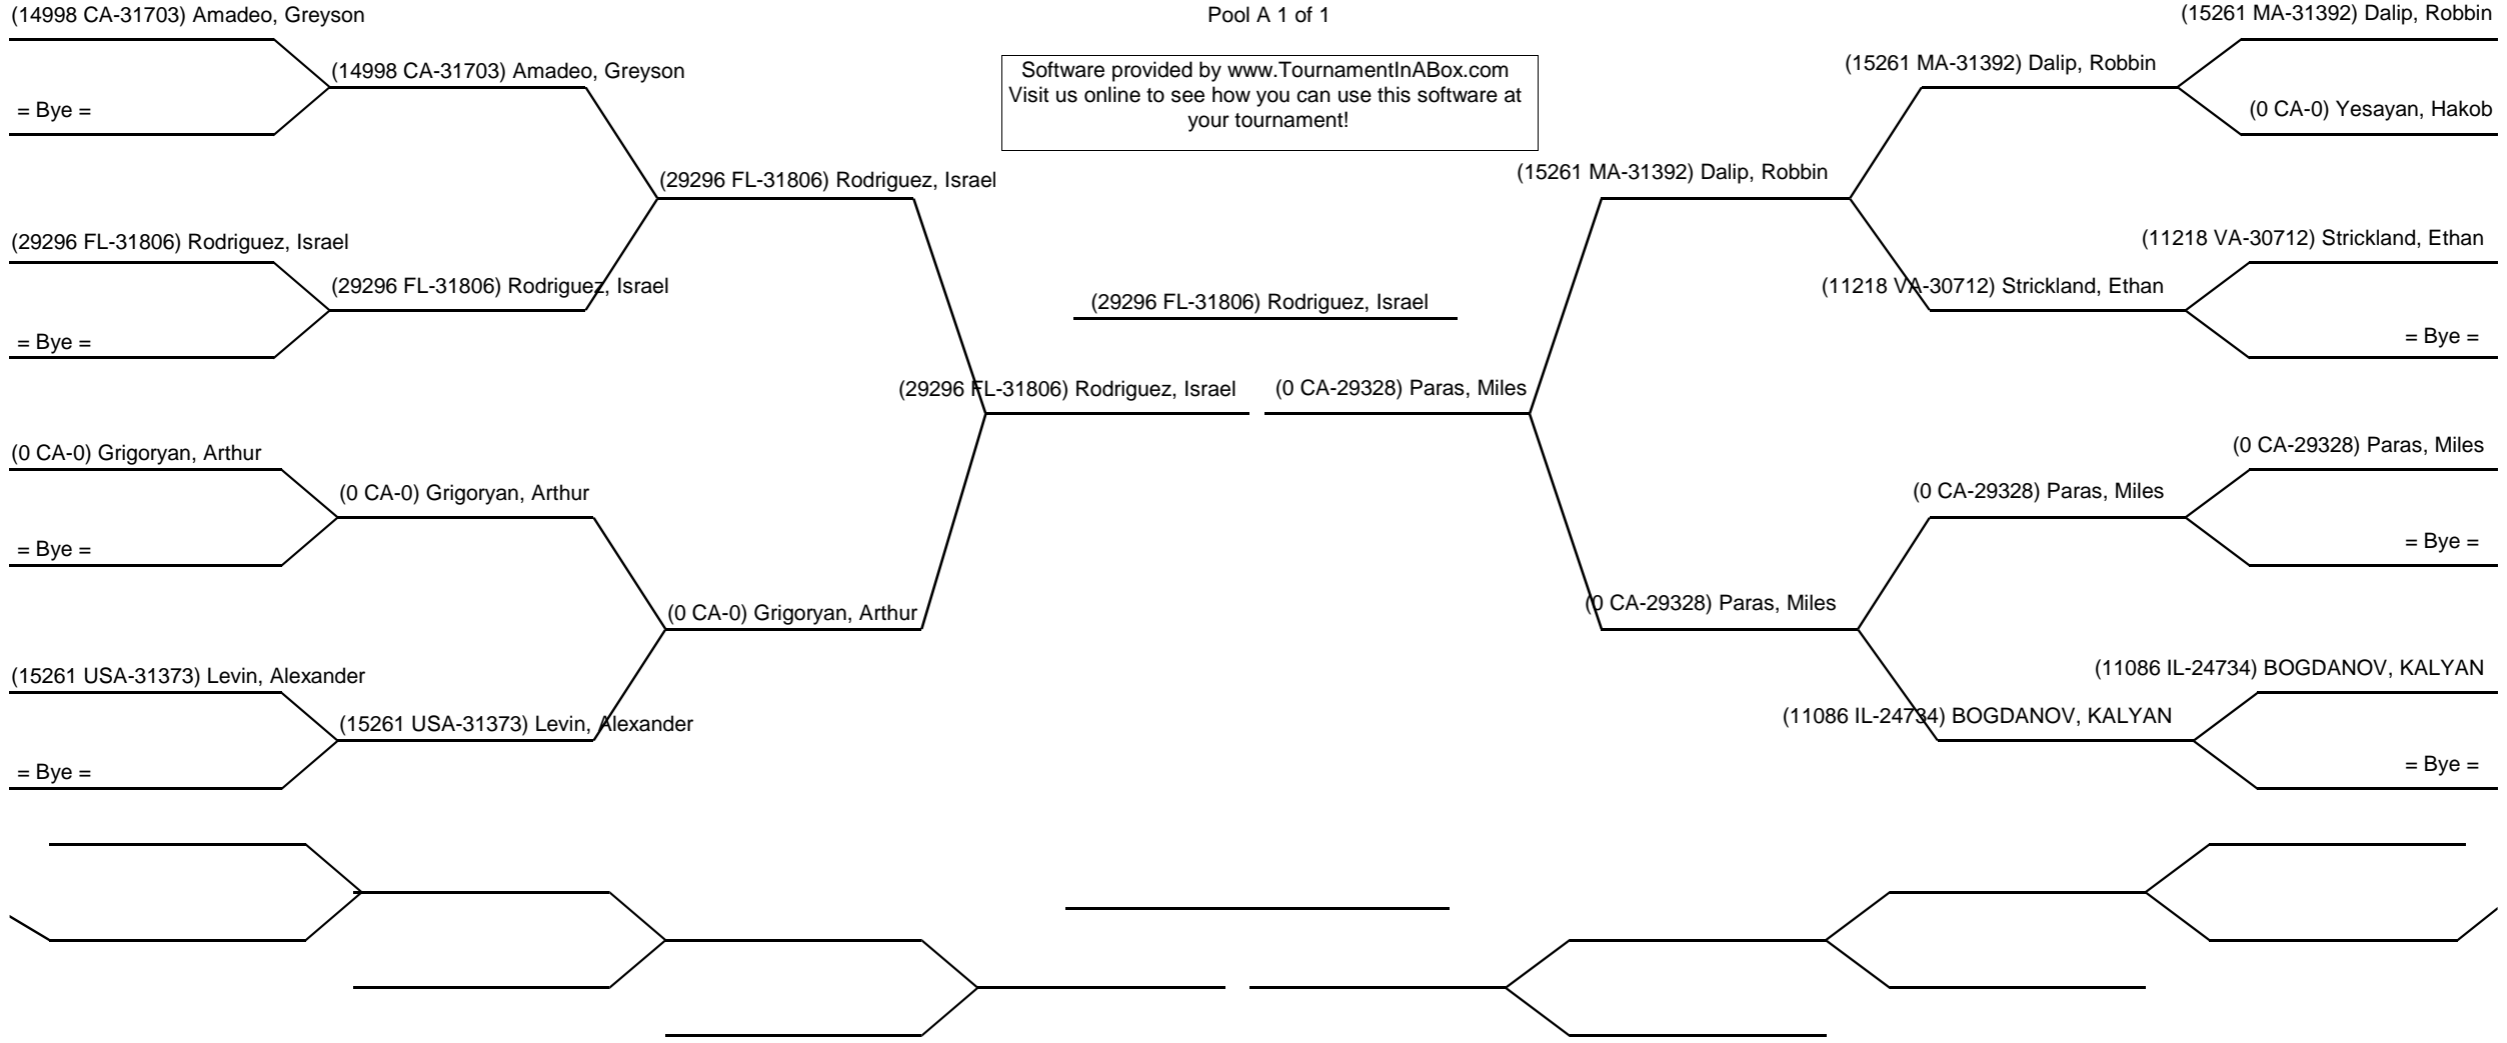 (14998 CA-31703) Amadeo, Greyson
Pool A 1 of 1
(15261 MA-31392) Dalip, Robbin
(14998 CA-31703) Amadeo, Greyson
Software provided by www.TournamentInABox.com
Visit us online to see how you can use this software at
your tournament!
(15261 MA-31392) Dalip, Robbin
= Bye =
(0 CA-0) Yesayan, Hakob
(29296 FL-31806) Rodriguez, Israel
(15261 MA-31392) Dalip, Robbin
(29296 FL-31806) Rodriguez, Israel
(11218 VA-30712) Strickland, Ethan
(29296 FL-31806) Rodriguez, Israel
(29296 FL-31806) Rodriguez, Israel
(11218 VA-30712) Strickland, Ethan
= Bye =
= Bye =
(29296 FL-31806) Rodriguez, Israel
(0 CA-29328) Paras, Miles
(0 CA-0) Grigoryan, Arthur
(0 CA-29328) Paras, Miles
(0 CA-0) Grigoryan, Arthur
(0 CA-29328) Paras, Miles
= Bye =
= Bye =
(0 CA-0) Grigoryan, Arthur
(0 CA-29328) Paras, Miles
(15261 USA-31373) Levin, Alexander
(11086 IL-24734) BOGDANOV, KALYAN
(15261 USA-31373) Levin, Alexander
(11086 IL-24734) BOGDANOV, KALYAN
= Bye =
= Bye =